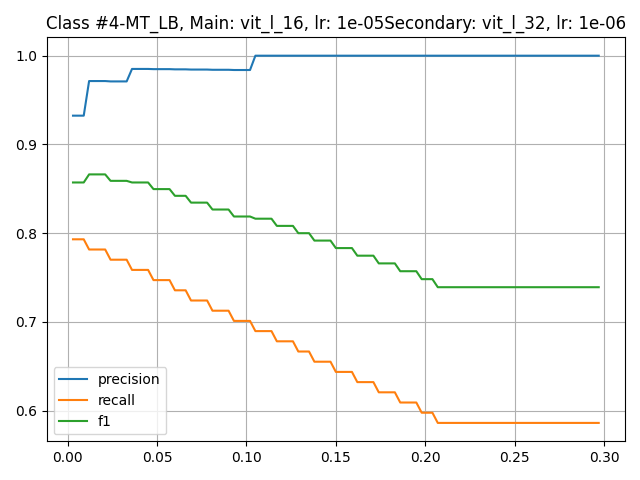 Class #4-MT_LB, Main: vit_l_16, lr: 1e-05Secondary: vit_l_32, lr: 1e-06
1.0
0.9
0.8
0.7
0.6
precision
recall
f1
0.00 0.05 0.10 0.15 0.20 0.25 0.30